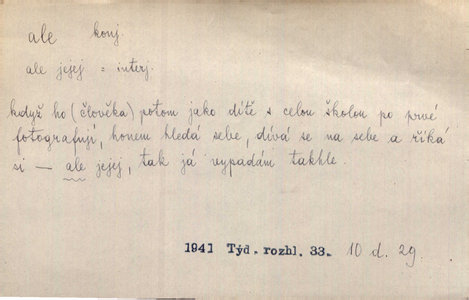 ale konj.
ale jejej = interj.
když ho (člověka) potom jako dítě s celou školou po prvé
fotografují, honem hledá sebe, dívá se na sebe a říká
si — ale jejej, tak já vypadám takhle.
1941 Týd. rozhl. 33. 10 d. 29.